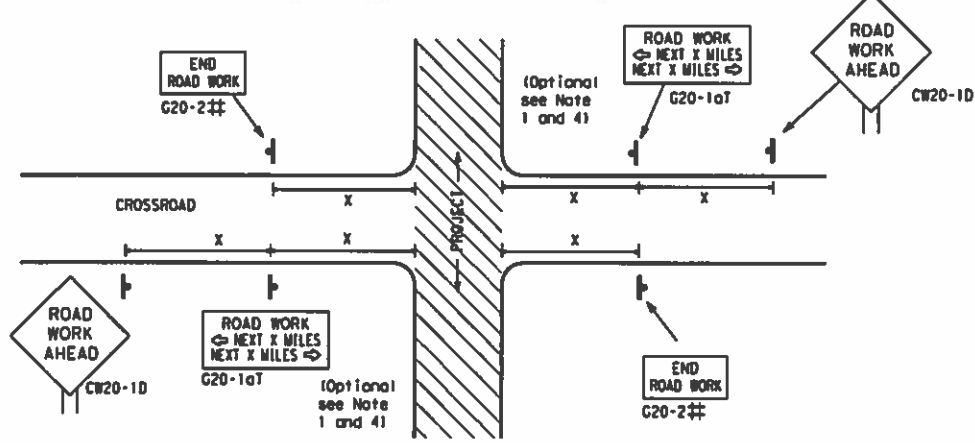 END
ROAD WORK
G20-2##
ROAD WORK
⇦ NEXT X MILES
NEXT X MILES ⇨
G20-1aT
(Optional
see Note
1 and 4)
ROAD
WORK
AHEAD
CW20-1D
X
X
X
CROSSROAD
PROJECT
X
X
X
ROAD
WORK
AHEAD
CW20-1D
ROAD WORK
⇦ NEXT X MILES
NEXT X MILES ⇨
G20-1aT
(Optional
see Note
1 and 4)
END
ROAD WORK
G20-2##